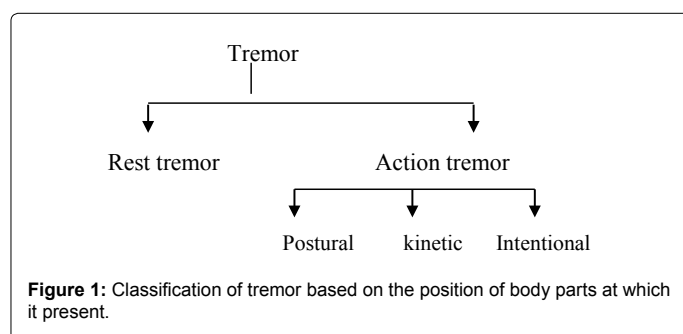 Tremor
Rest tremor Action tremor
Postural kinetic Intentional
Figure 1: Classification of tremor based on the position of body parts at which
it present.